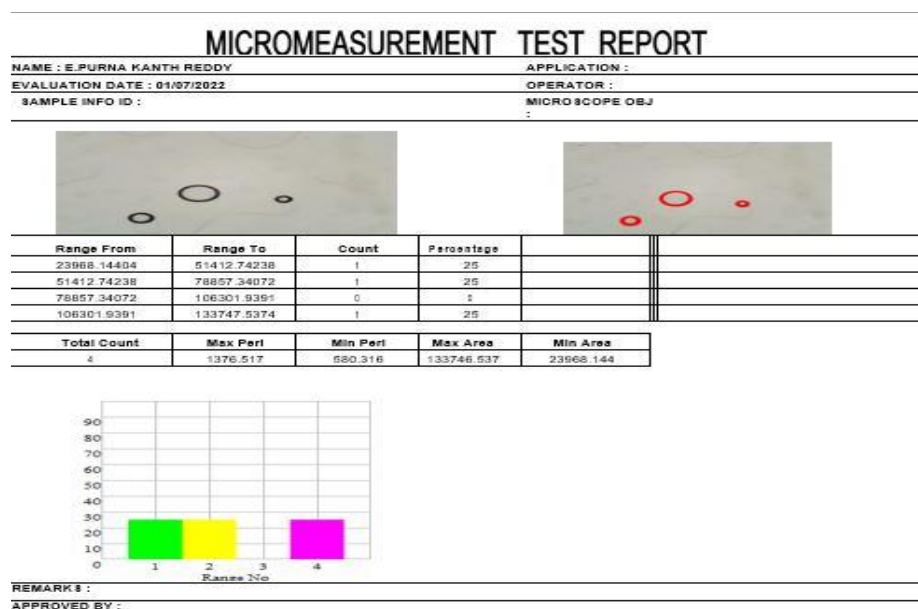 MICROMEASUREMENT TEST REPORT
NAME : E.PURNA KANTH REDDY APPLICATION :
EVALUATION DATE : 01/07/2022 OPERATOR :
SAMPLE INFO ID : MICROSCOPE OBJ :
Range From Range To Count Percentage
23968.14404 51412.74238 1 25
51412.74238 78857.34072 1 25
78857.34072 106301.9391 0
106301.9391 133747.5374 1 25
Total Count Max Peri Min Peri Max Area Min Area
4 1376.517 580.316 133746.537 23968.144
90
80
70
60
50
40
30
20
10
0 1 2 3 4
Range No
REMARKS :
APPROVED BY :